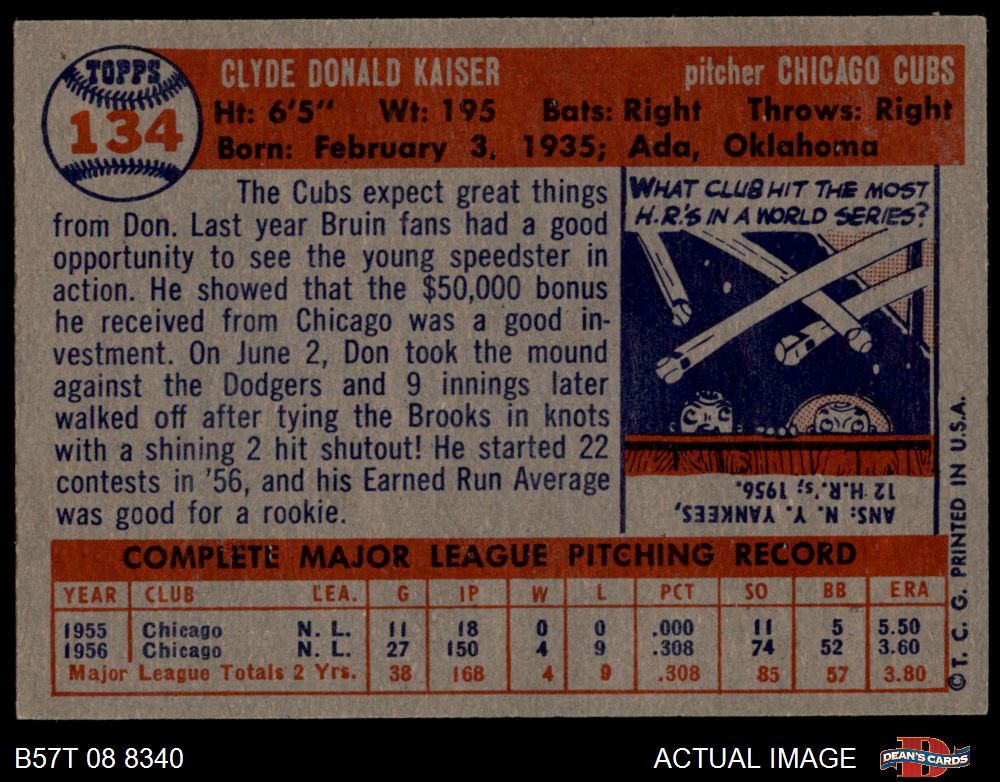 TOPPS
134
CLYDE DONALD KAISER
pitcher CHICAGO CUBS
Ht: 6'5" Wt: 195 Bats: Right Throws: Right
Born: February 3, 1935; Ada, Oklahoma
The Cubs expect great things
from Don. Last year Bruin fans had a good
opportunity to see the young speedster in
action. He showed that the $50,000 bonus
he received from Chicago was a good in-
vestment. On June 2, Don took the mound
against the Dodgers and 9 innings later
walked off after tying the Brooks in knots
with a shining 2 hit shutout! He started 22
contests in '56, and his Earned Run Average
was good for a rookie.
WHAT CLUB HIT THE MOST
H.R.'S IN A WORLD SERIES?
ANS: N. Y. YANKEES,
12 H.R.'s; 1956.
COMPLETE MAJOR LEAGUE PITCHING RECORD
YEAR CLUB LEA. G IP W L PCT SO BB ERA
1955 Chicago N. L. 11 18 0 0 .000 11 5 5.50
1956 Chicago N. L. 27 150 4 9 .308 74 52 3.60
Major League Totals 2 Yrs. 38 168 4 9 .308 85 57 3.80
©T. C. G. PRINTED IN U.S.A.
B57T 08 8340
ACTUAL IMAGE
DEAN'S CARDS